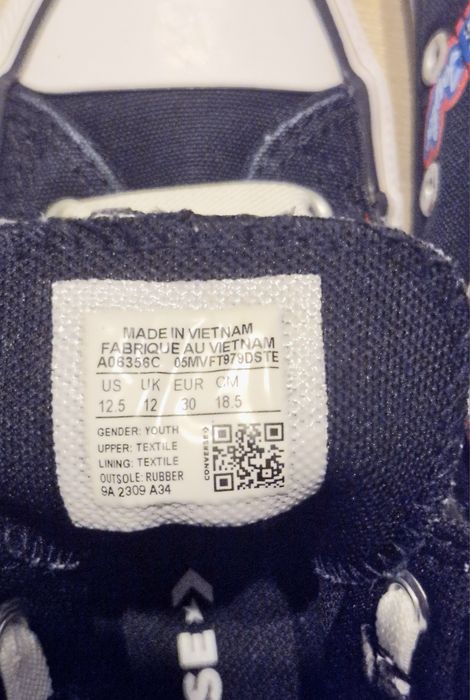 MADE IN VIETNAM
FABRIQUE AU VIETNAM
A06356C 05MVFT979DSTE
US UK EUR CM
12.5 12 30 18.5
GENDER: YOUTH
UPPER: TEXTILE
LINING: TEXTILE
OUTSOLE: RUBBER
9A 2309 A34
CONVERSE
SE